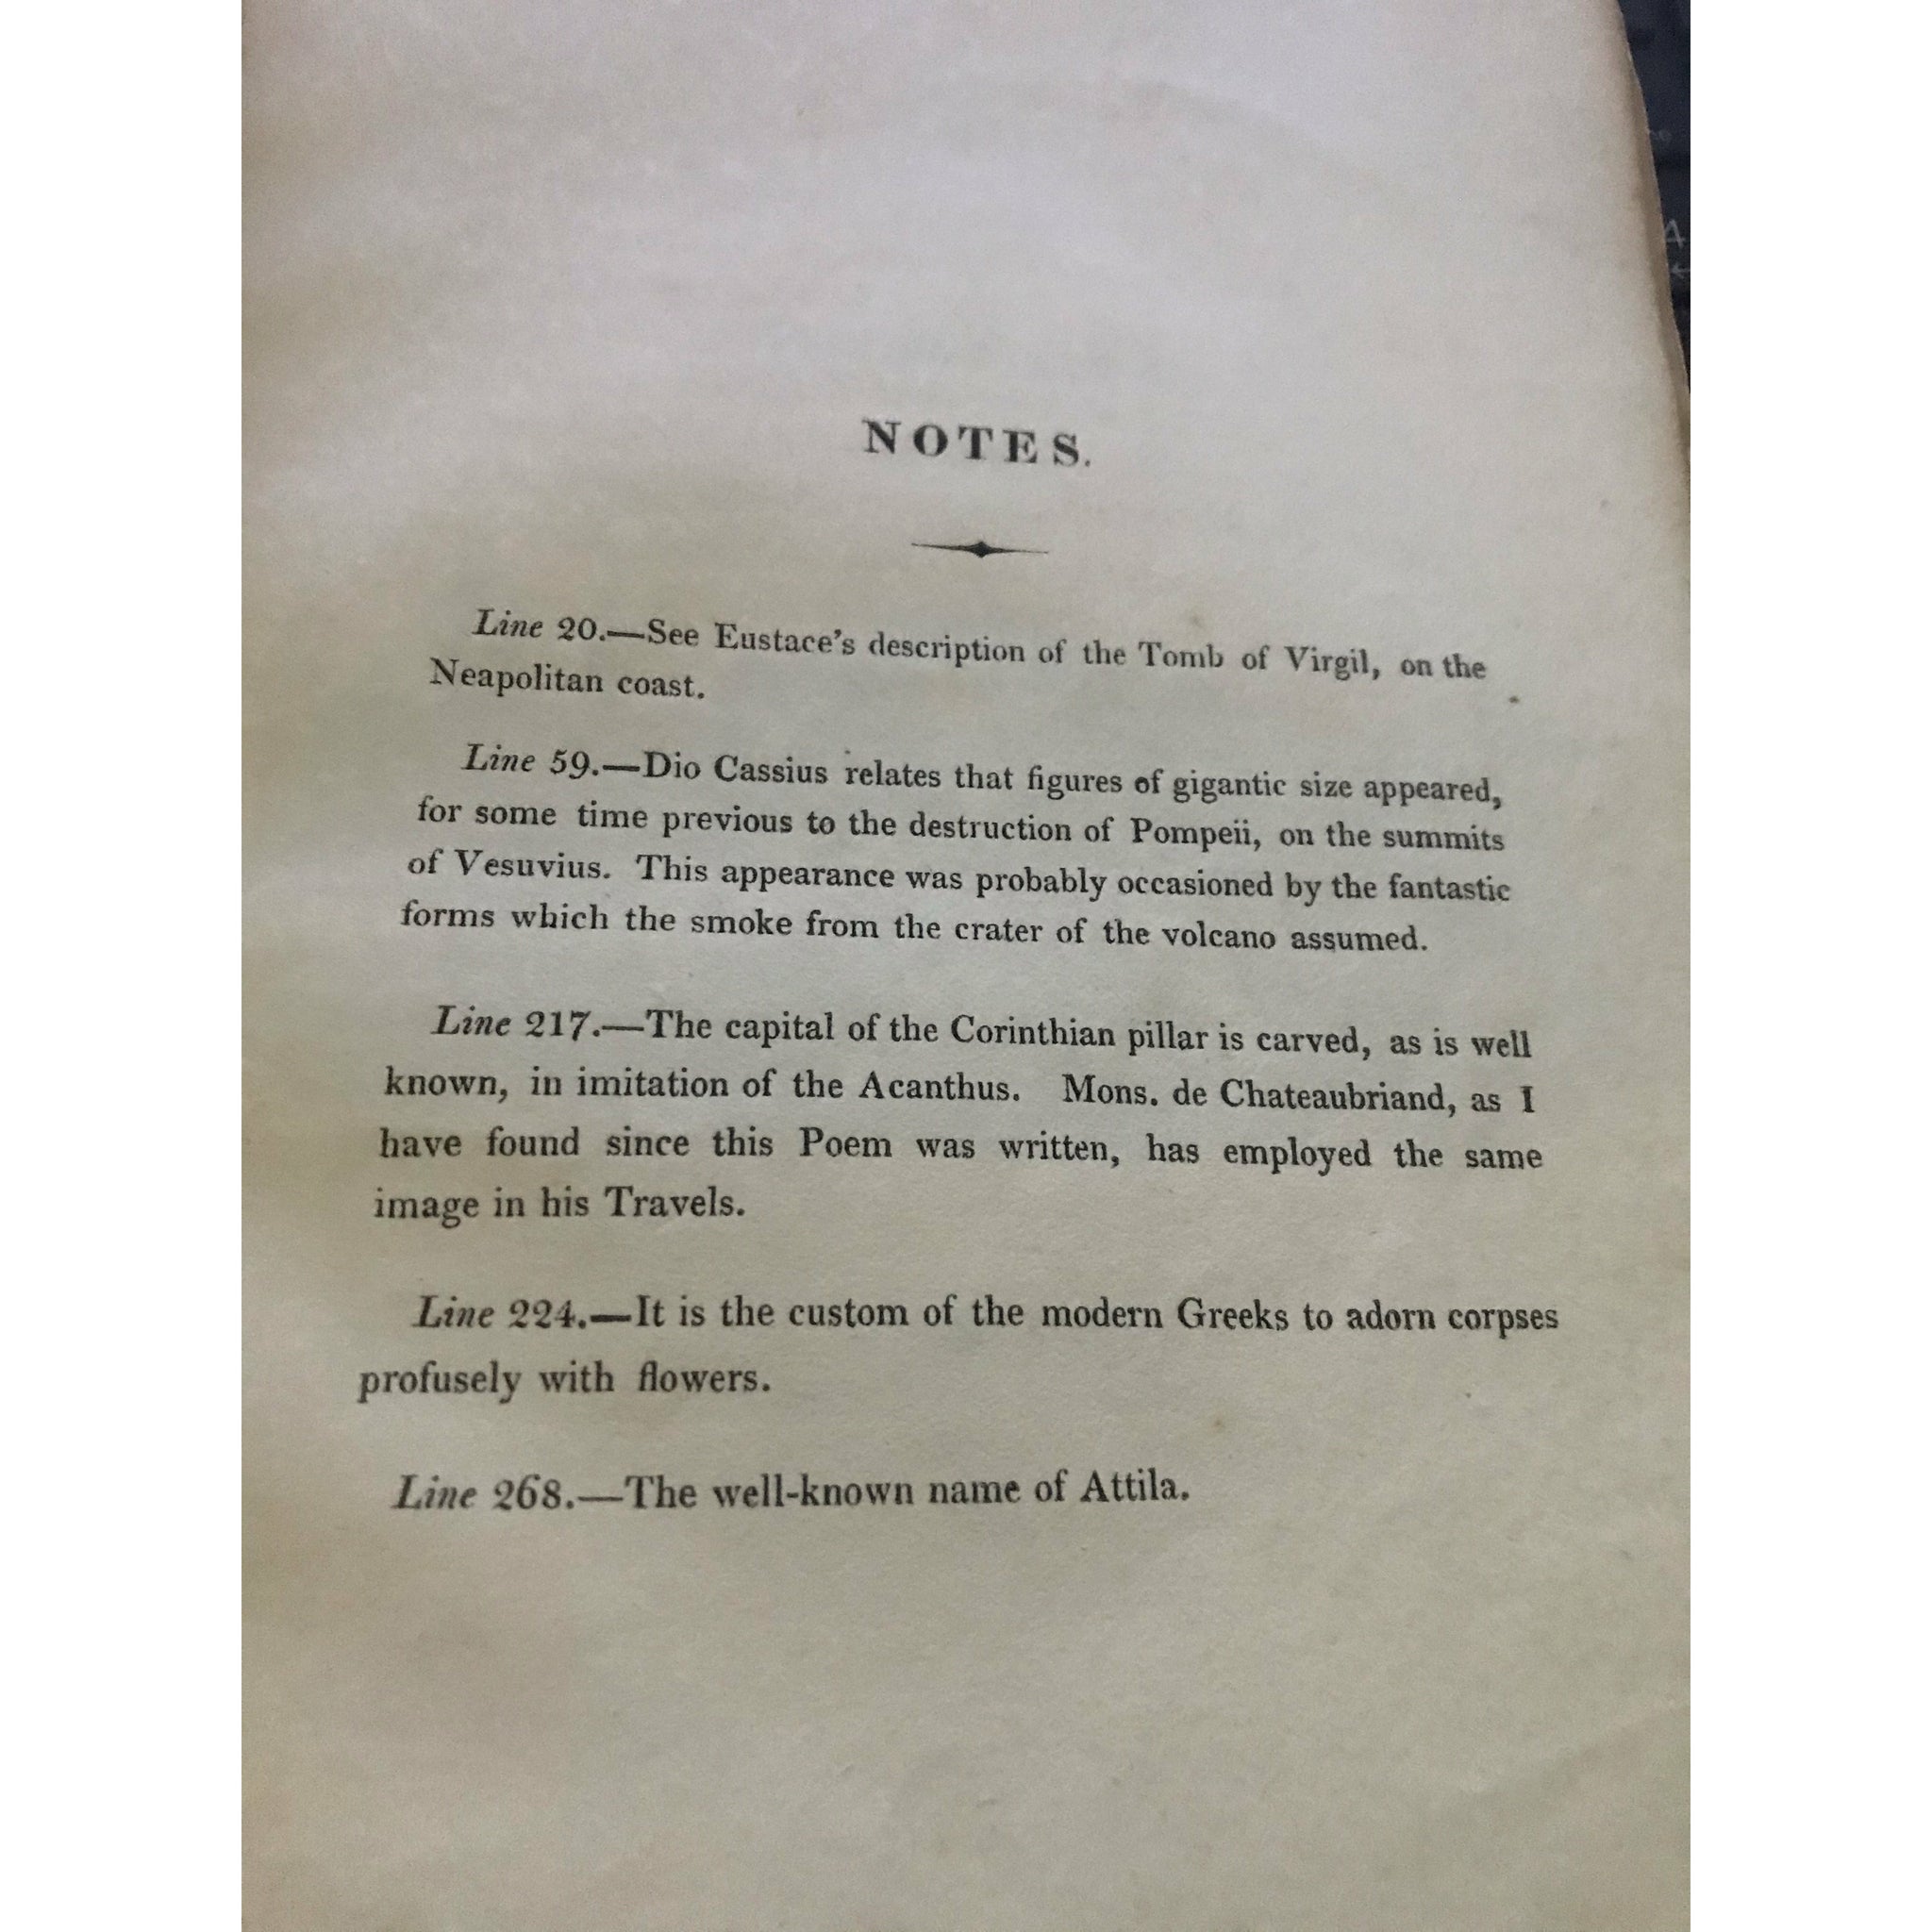 NOTES.
Line 20.—See Eustace's description of the Tomb of Virgil, on the
Neapolitan coast.
Line 59.—Dio Cassius relates that figures of gigantic size appeared,
for some time previous to the destruction of Pompeii, on the summits
of Vesuvius. This appearance was probably occasioned by the fantastic
forms which the smoke from the crater of the volcano assumed.
Line 217.—The capital of the Corinthian pillar is carved, as is well
known, in imitation of the Acanthus. Mons. de Chateaubriand, as I
have found since this Poem was written, has employed the same
image in his Travels.
Line 224.—It is the custom of the modern Greeks to adorn corpses
profusely with flowers.
Line 268.—The well-known name of Attila.